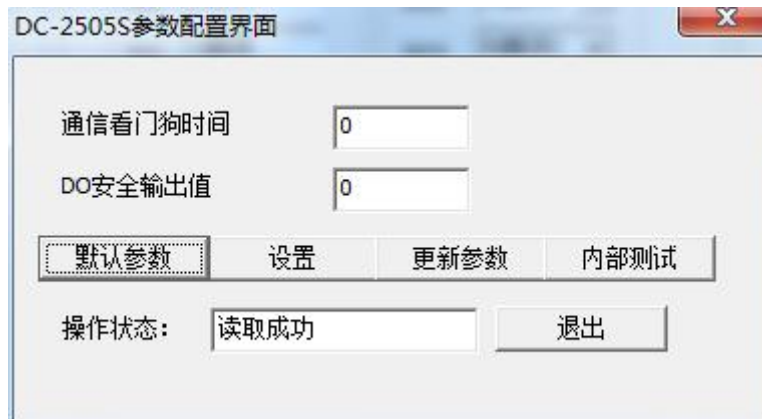 DC-2505S参数配置界面
通信看门狗时间 0
DO安全输出值 0
默认参数 设置 更新参数 内部测试
操作状态： 读取成功 退出